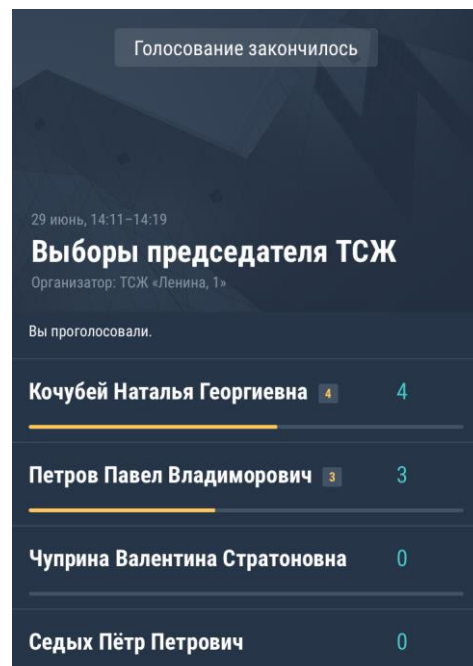 Голосование закончилось
29 июнь, 14:11–14:19
Выборы председателя ТСЖ
Организатор: ТСЖ «Ленина, 1»
Вы проголосовали.
Кочубей Наталья Георгиевна 4 4
Петров Павел Владиморович 3 3
Чуприна Валентина Стратоновна 0
Седых Пётр Петрович 0